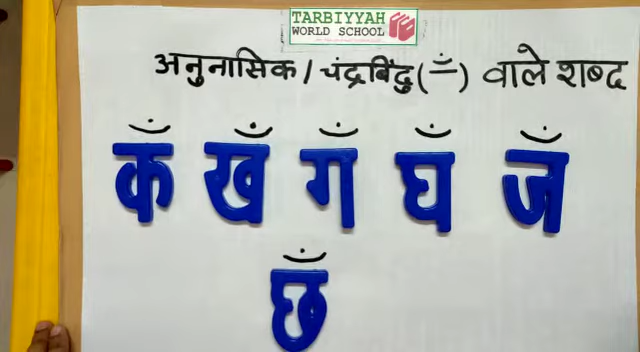 TARBIYYAH
WORLD SCHOOL
अनुनासिक / चंद्रबिंदु (ँ) वाले शब्द
कँ खँ गँ घँ जँ
छँ